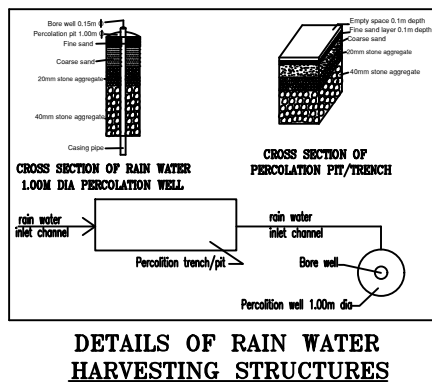 Bore well 0.15m ϕ
Percolation pit 1.00m ϕ
Fine sand
Coarse sand
20mm stone aggregate
40mm stone aggregate
Casing pipe
CROSS SECTION OF RAIN WATER
1.00M DIA PERCOLATION WELL
Empty space 0.1m depth
Fine sand layer 0.1m depth
Coarse sand
20mm stone aggregate
40mm stone aggregate
CROSS SECTION OF
PERCOLATION PIT/TRENCH
rain water
inlet channel
Percolition trench/pit
rain water
inlet channel
Bore well
Percolition well 1.00m dia
DETAILS OF RAIN WATER
HARVESTING STRUCTURES